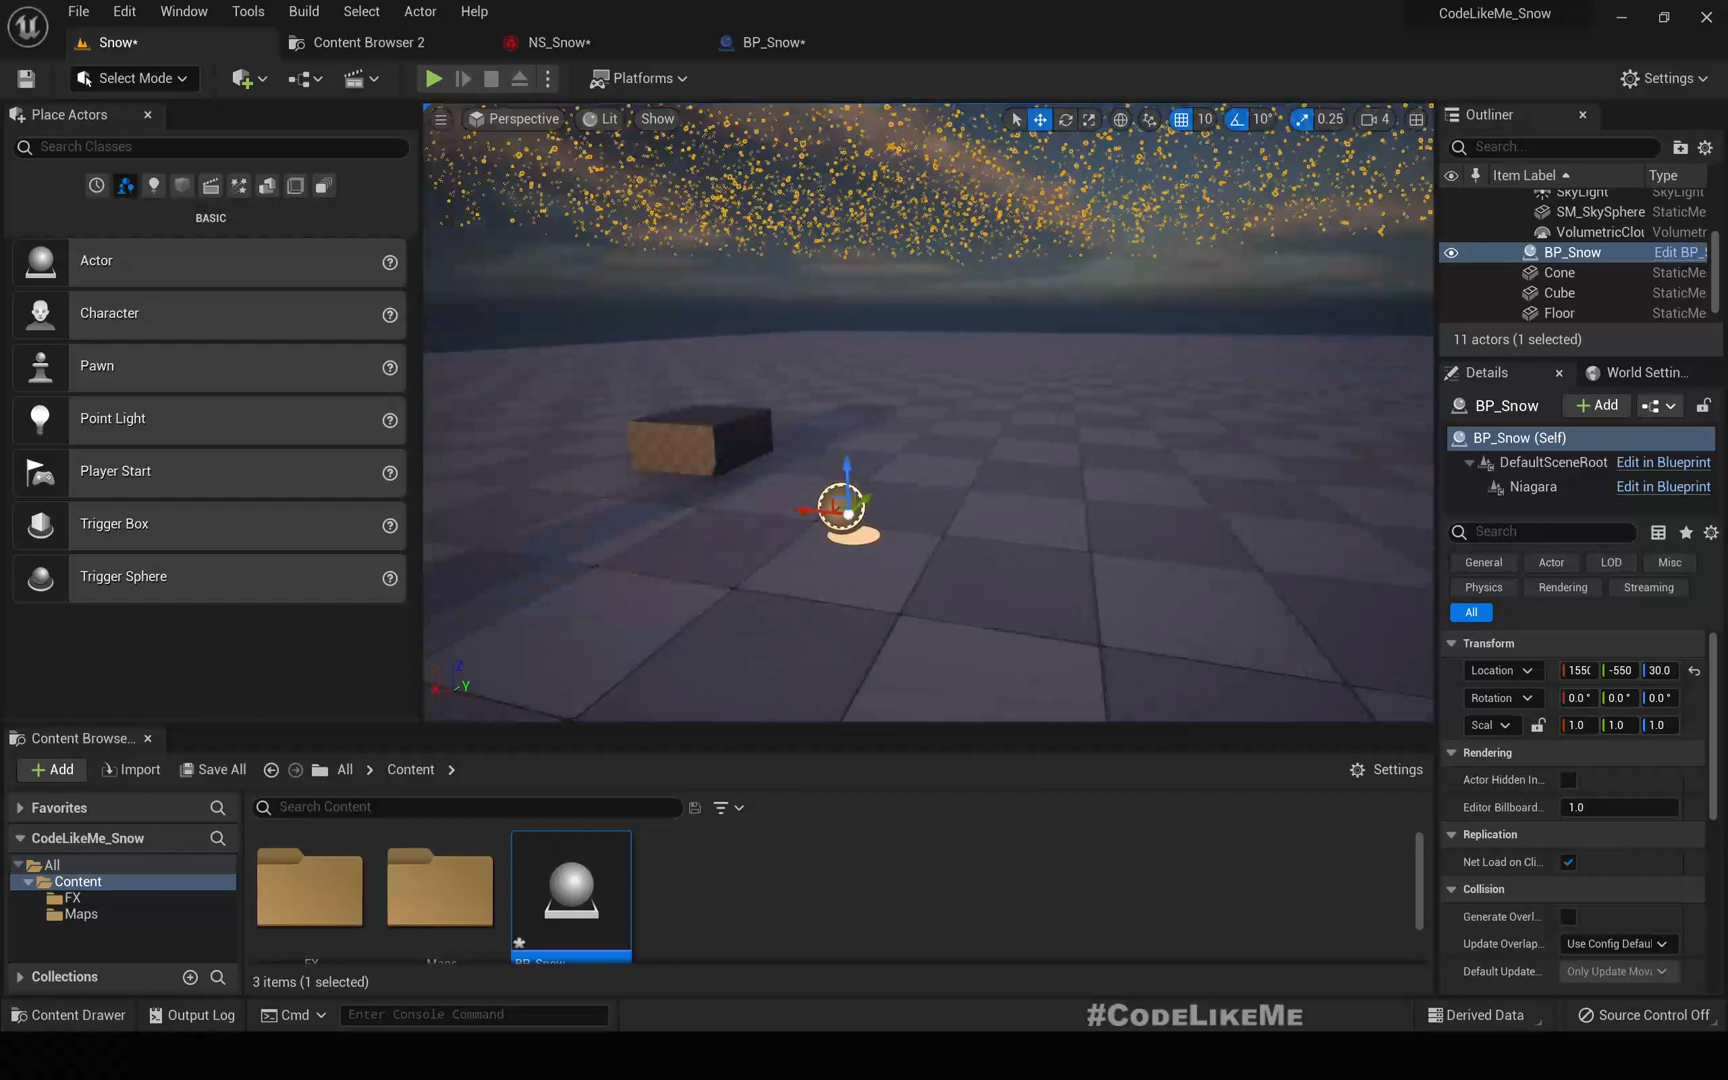 File Edit Window Tools Build Select Actor Help
CodeLikeMe_Snow
Snow*
Content Browser 2
NS_Snow*
BP_Snow*
Select Mode
Platforms
Settings
Place Actors
Search Classes
BASIC
Actor
Character
Pawn
Point Light
Player Start
Trigger Box
Trigger Sphere
Perspective
Lit
Show
10
10°
0.25
4
X
Z
Y
Outliner
Search...
Item Label
Type
SkyLight
SkyLight
SM_SkySphere
StaticMe
VolumetricClou
Volumetr
BP_Snow
Edit BP_S
Cone
StaticMe
Cube
StaticMe
Floor
StaticMe
11 actors (1 selected)
Details
World Settin...
BP_Snow
Add
BP_Snow (Self)
DefaultSceneRoot
Edit in Blueprint
Niagara
Edit in Blueprint
Search
General
Actor
LOD
Misc
Physics
Rendering
Streaming
All
Transform
Location
-550
30.0
Rotation
0.0 °
0.0 °
0.0 °
Scal
1.0
1.0
1.0
Rendering
Actor Hidden In...
Editor Billboard...
1.0
Replication
Net Load on Cli...
Collision
Generate Overl...
Update Overlap...
Use Config Defaul
Default Update...
Only Update Mov
Content Browse...
Add
Import
Save All
All
Content
Settings
Favorites
Search Content
CodeLikeMe_Snow
All
Content
FX
Maps
FX
Maps
BP_Snow
Collections
3 items (1 selected)
Content Drawer
Output Log
Cmd
Enter Console Command
#CodeLikeMe
Derived Data
Source Control Off